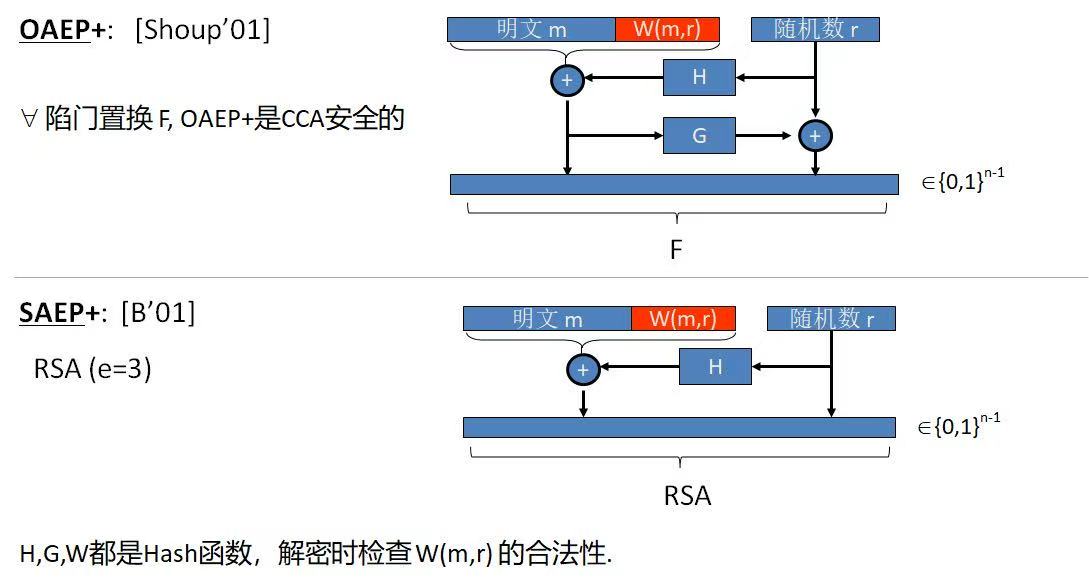 OAEP+: [Shoup’01]
明文 m W(m,r) 随机数 r
+ H
∀ 陷门置换 F, OAEP+是CCA安全的
G +
∈{0,1}n-1
F
SAEP+: [B’01]
明文 m W(m,r) 随机数 r
RSA (e=3)
+ H
∈{0,1}n-1
RSA
H,G,W都是Hash函数，解密时检查 W(m,r) 的合法性.